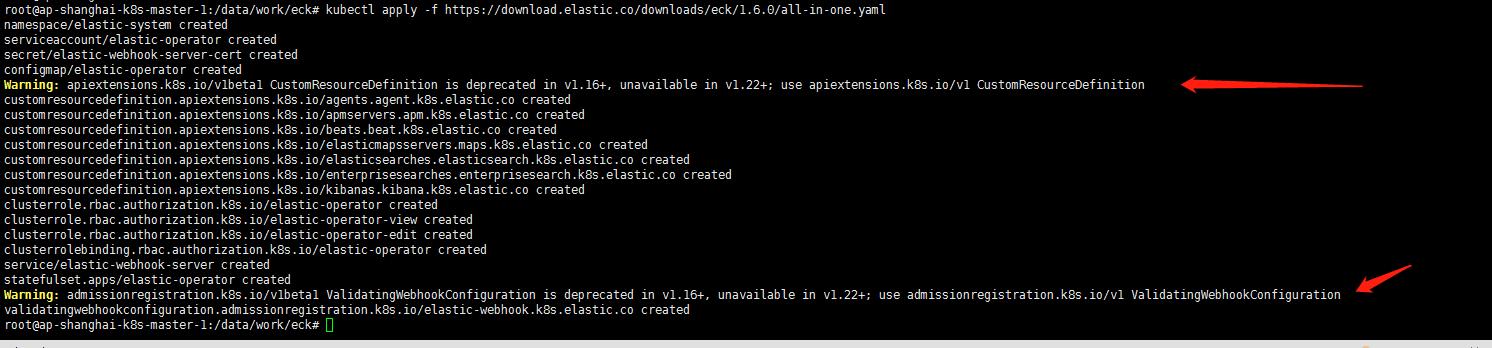 root@ap-shanghai-k8s-master-1:/data/work/eck# kubectl apply -f https://download.elastic.co/downloads/eck/1.6.0/all-in-one.yaml
namespace/elastic-system created
serviceaccount/elastic-operator created
secret/elastic-webhook-server-cert created
configmap/elastic-operator created
Warning: apiextensions.k8s.io/v1beta1 CustomResourceDefinition is deprecated in v1.16+, unavailable in v1.22+; use apiextensions.k8s.io/v1 CustomResourceDefinition
customresourcedefinition.apiextensions.k8s.io/agents.agent.k8s.elastic.co created
customresourcedefinition.apiextensions.k8s.io/apmservers.apm.k8s.elastic.co created
customresourcedefinition.apiextensions.k8s.io/beats.beat.k8s.elastic.co created
customresourcedefinition.apiextensions.k8s.io/elasticmapsservers.maps.k8s.elastic.co created
customresourcedefinition.apiextensions.k8s.io/elasticsearches.elasticsearch.k8s.elastic.co created
customresourcedefinition.apiextensions.k8s.io/enterprisesearches.enterprisesearch.k8s.elastic.co created
customresourcedefinition.apiextensions.k8s.io/kibanas.kibana.k8s.elastic.co created
clusterrole.rbac.authorization.k8s.io/elastic-operator created
clusterrole.rbac.authorization.k8s.io/elastic-operator-view created
clusterrole.rbac.authorization.k8s.io/elastic-operator-edit created
clusterrolebinding.rbac.authorization.k8s.io/elastic-operator created
service/elastic-webhook-server created
statefulset.apps/elastic-operator created
Warning: admissionregistration.k8s.io/v1beta1 ValidatingWebhookConfiguration is deprecated in v1.16+, unavailable in v1.22+; use admissionregistration.k8s.io/v1 ValidatingWebhookConfiguration
validatingwebhookconfiguration.admissionregistration.k8s.io/elastic-webhook.k8s.elastic.co created
root@ap-shanghai-k8s-master-1:/data/work/eck#